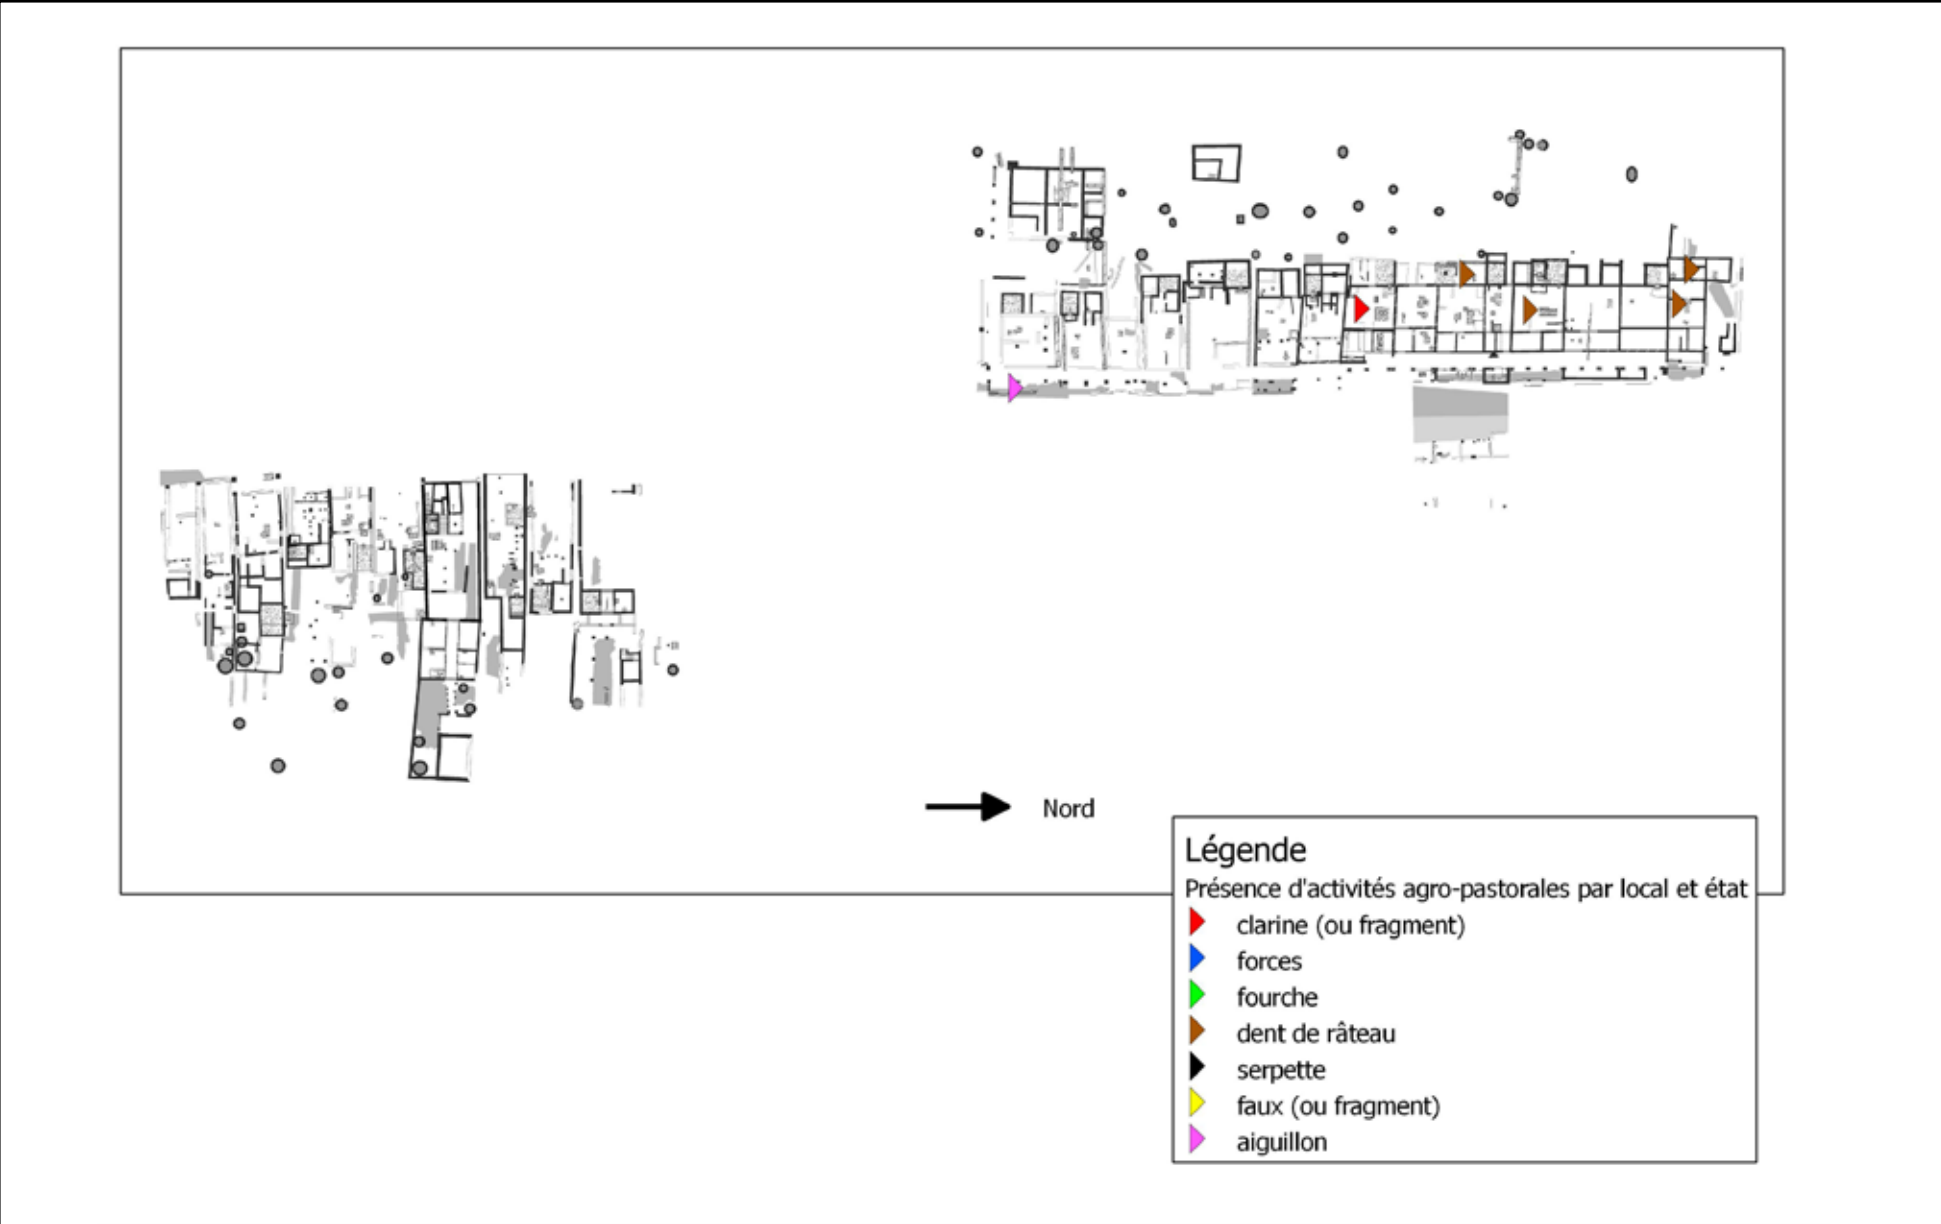 Nord
Légende
Présence d'activités agro-pastorales par local et état
clarine (ou fragment)
forces
fourche
dent de râteau
serpette
faux (ou fragment)
aiguillon